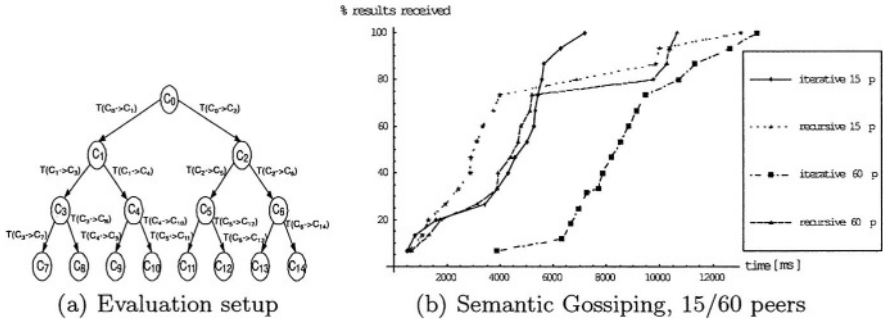 % results received
100
80
60
40
20
2000 4000 6000 8000 10000 12000
time [ms]
iterative 15 p
recursive 15 p
iterative 60 p
recursive 60 p
C0
T(C0->C1) T(C0->C2)
C1 C2
T(C1->C3) T(C1->C4) T(C2->C5) T(C2->C6)
C3 C4 C5 C6
T(C3->C7) T(C3->C8) T(C4->C9) T(C4->C10) T(C5->C11) T(C5->C12) T(C6->C13) T(C6->C14)
C7 C8 C9 C10 C11 C12 C13 C14
(a) Evaluation setup
(b) Semantic Gossiping, 15/60 peers